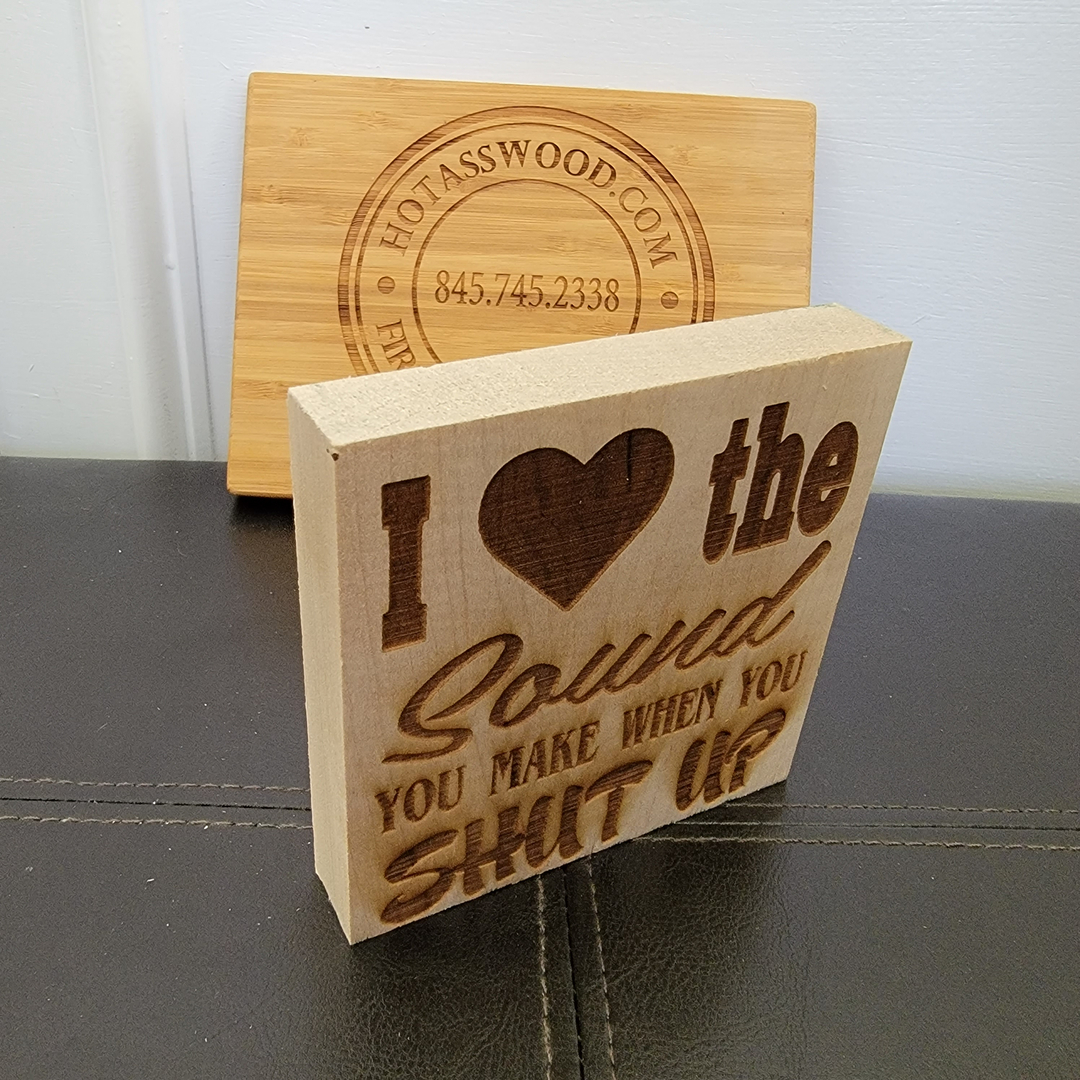 HOTASSWOOD.COM
845.745.2338
I ♥ the
Sound
YOU MAKE WHEN YOU
SHUT UP